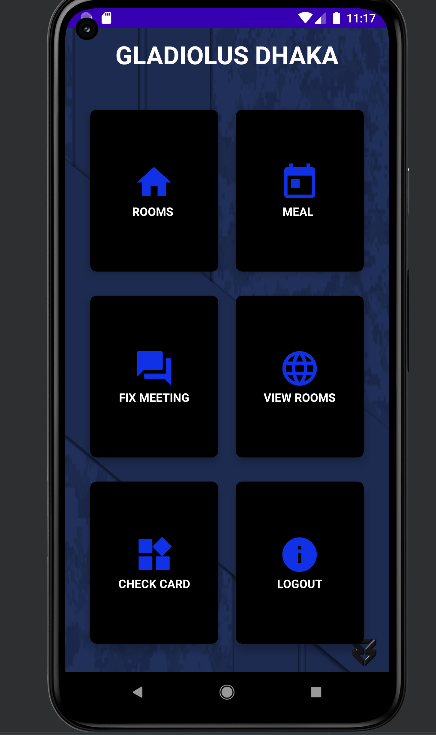 11:17
GLADIOLUS DHAKA
ROOMS
MEAL
FIX MEETING
VIEW ROOMS
CHECK CARD
LOGOUT